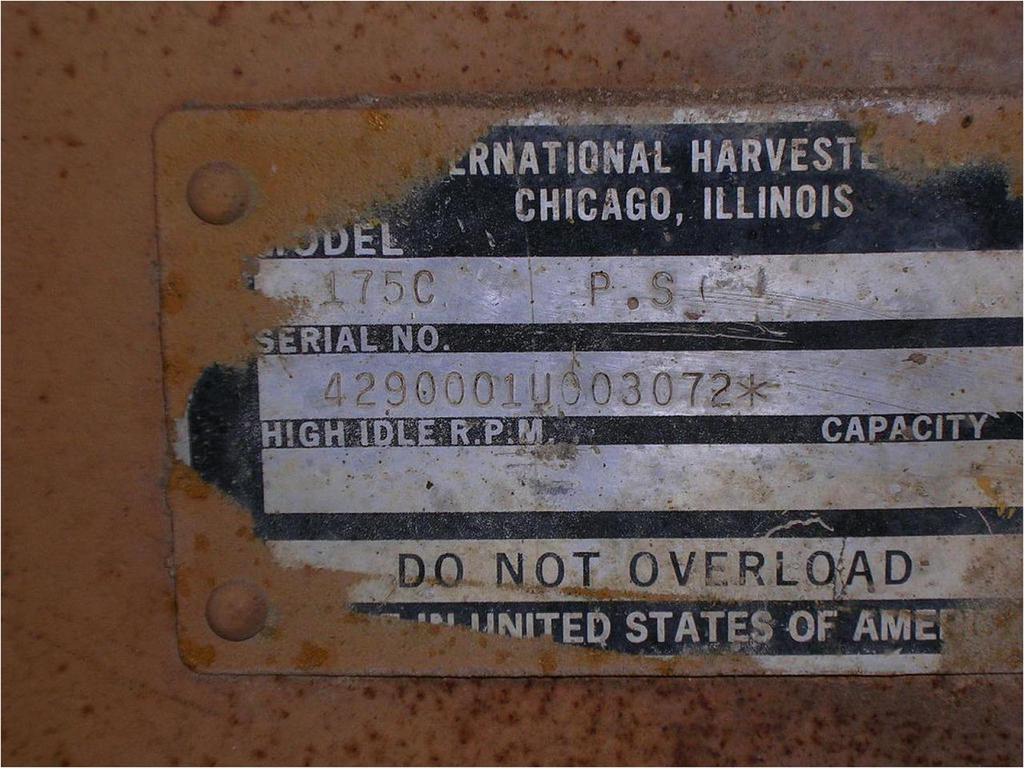 ERNATIONAL HARVESTE
CHICAGO, ILLINOIS
MODEL
175C P.S
SERIAL NO.
4290001U003072*
HIGH IDLE R.P.M. CAPACITY
DO NOT OVERLOAD
IN UNITED STATES OF AME